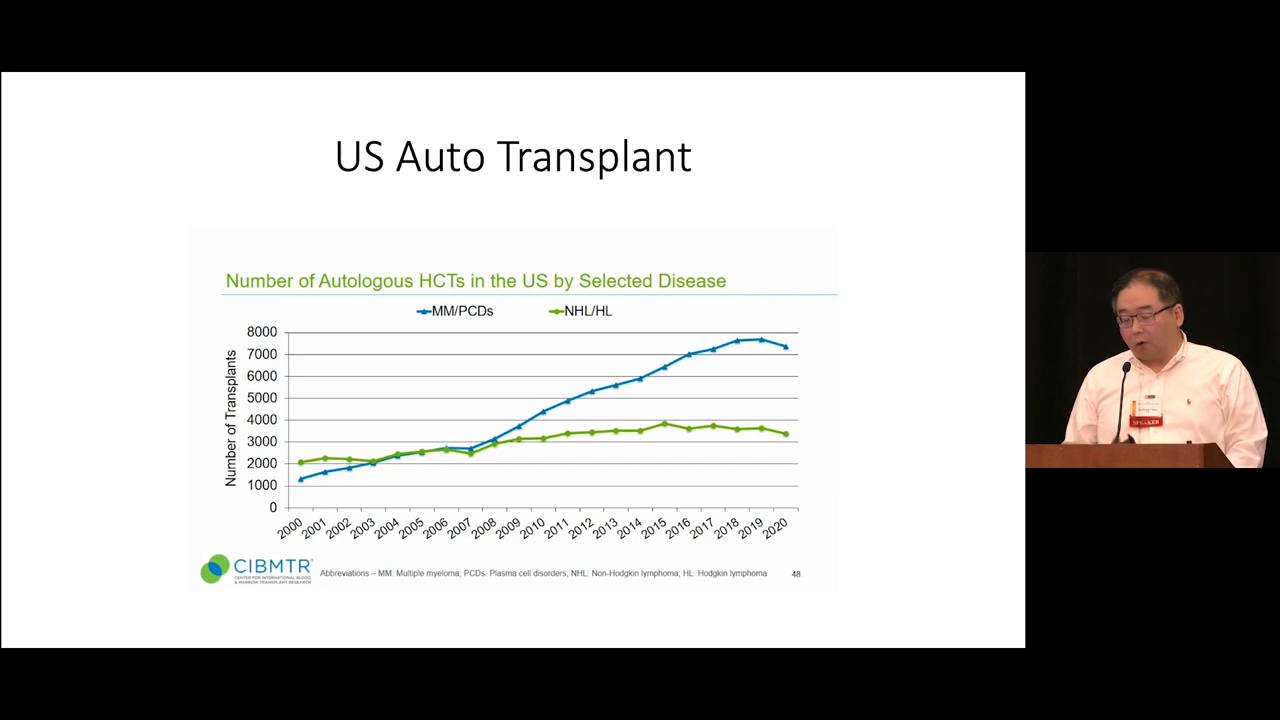 US Auto Transplant
Number of Autologous HCTs in the US by Selected Disease
MM/PCDs NHL/HL
Number of Transplants
8000
7000
6000
5000
4000
3000
2000
1000
0
2000 2001 2002 2003 2004 2005 2006 2007 2008 2009 2010 2011 2012 2013 2014 2015 2016 2017 2018 2019 2020
CIBMTR®
CENTER FOR INTERNATIONAL BLOOD
& MARROW TRANSPLANT RESEARCH
Abbreviations – MM: Multiple myeloma; PCDs: Plasma cell disorders; NHL: Non-Hodgkin lymphoma; HL: Hodgkin lymphoma 48
SPEAKER